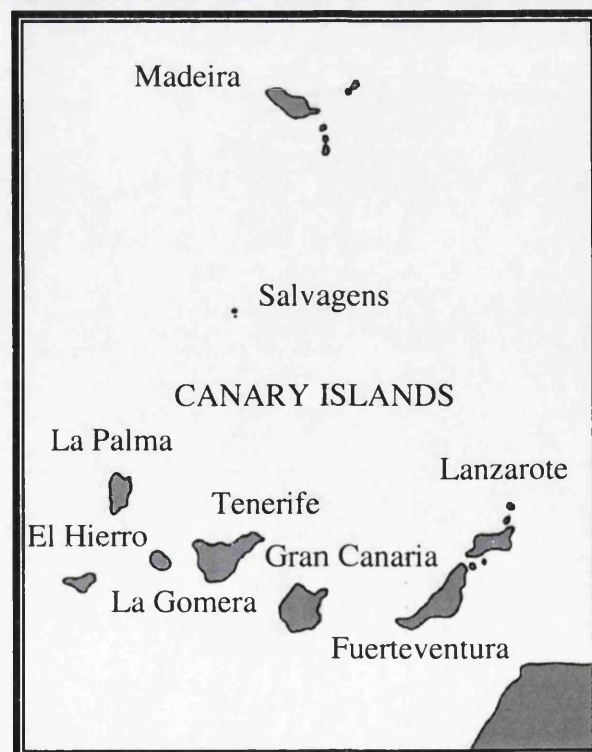 Madeira
Salvagens
CANARY ISLANDS
La Palma
Lanzarote
Tenerife
El Hierro
Gran Canaria
La Gomera
Fuerteventura